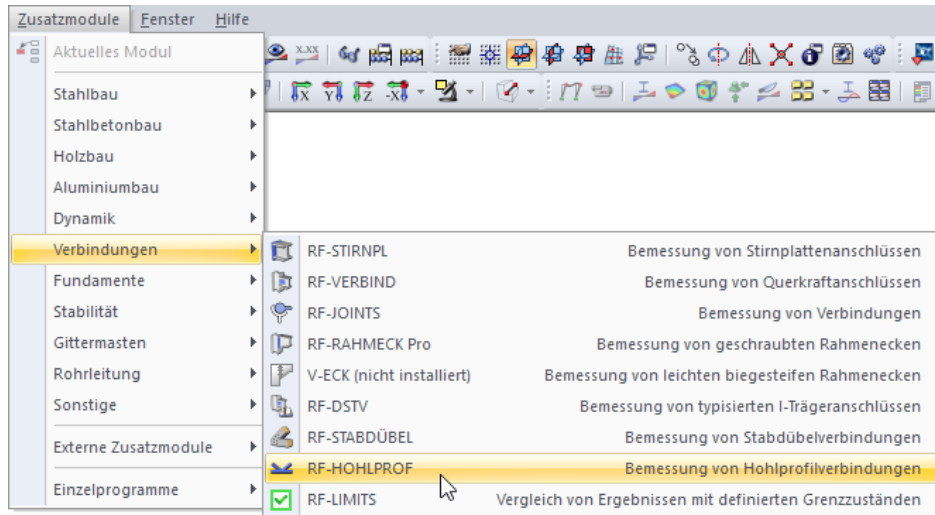 Zusatzmodule Fenster Hilfe
Aktuelles Modul
x.xx
Stahlbau
Stahlbetonbau
Holzbau
Aluminiumbau
Dynamik
Verbindungen
Fundamente
Stabilität
Gittermasten
Rohrleitung
Sonstige
Externe Zusatzmodule
Einzelprogramme
RF-STIRNPL Bemessung von Stirnplattenanschlüssen
RF-VERBIND Bemessung von Querkraftanschlüssen
RF-JOINTS Bemessung von Verbindungen
RF-RAHMECK Pro Bemessung von geschraubten Rahmenecken
V-ECK (nicht installiert) Bemessung von leichten biegesteifen Rahmenecken
RF-DSTV Bemessung von typisierten I-Trägeranschlüssen
RF-STABDÜBEL Bemessung von Stabdübelverbindungen
RF-HOHLPROF Bemessung von Hohlprofilverbindungen
RF-LIMITS Vergleich von Ergebnissen mit definierten Grenzzuständen